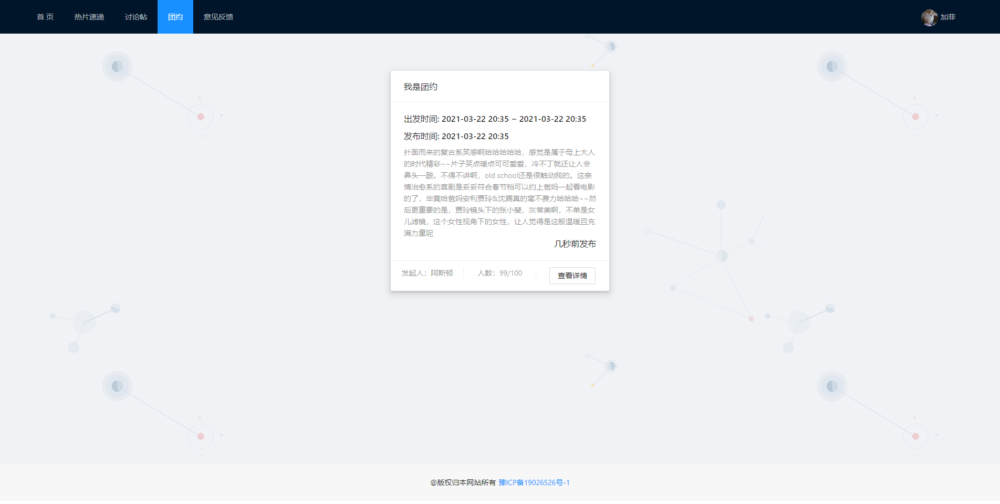 首 页 热片速递 讨论帖 团约 意见反馈 加菲
我是团约
出发时间: 2021-03-22 20:35 ~ 2021-03-22 20:35
发布时间: 2021-03-22 20:35
扑面而来的复古系笑感啊哈哈哈哈哈，感觉是属于母上大人
的时代精彩~~片子笑点暖点可可爱爱，冷不丁就还让人会
鼻头一酸。不得不讲啊，old school还是很触动我的。这亲
情治愈系的喜剧是妥妥符合春节档可以约上爸妈一起看电影
的了，毕竟给爸妈安利贾玲&沈腾真的毫不费力哈哈哈~~然
后更重要的是，贾玲镜头下的张小斐，灰常美啊，不单是女
儿滤镜，这个女性视角下的女性，让人觉得是这般温暖且充
满力量呢
几秒前发布
发起人：阿斯顿 人数：99/100 查看详情
@版权归本网站所有 豫ICP备19026526号-1